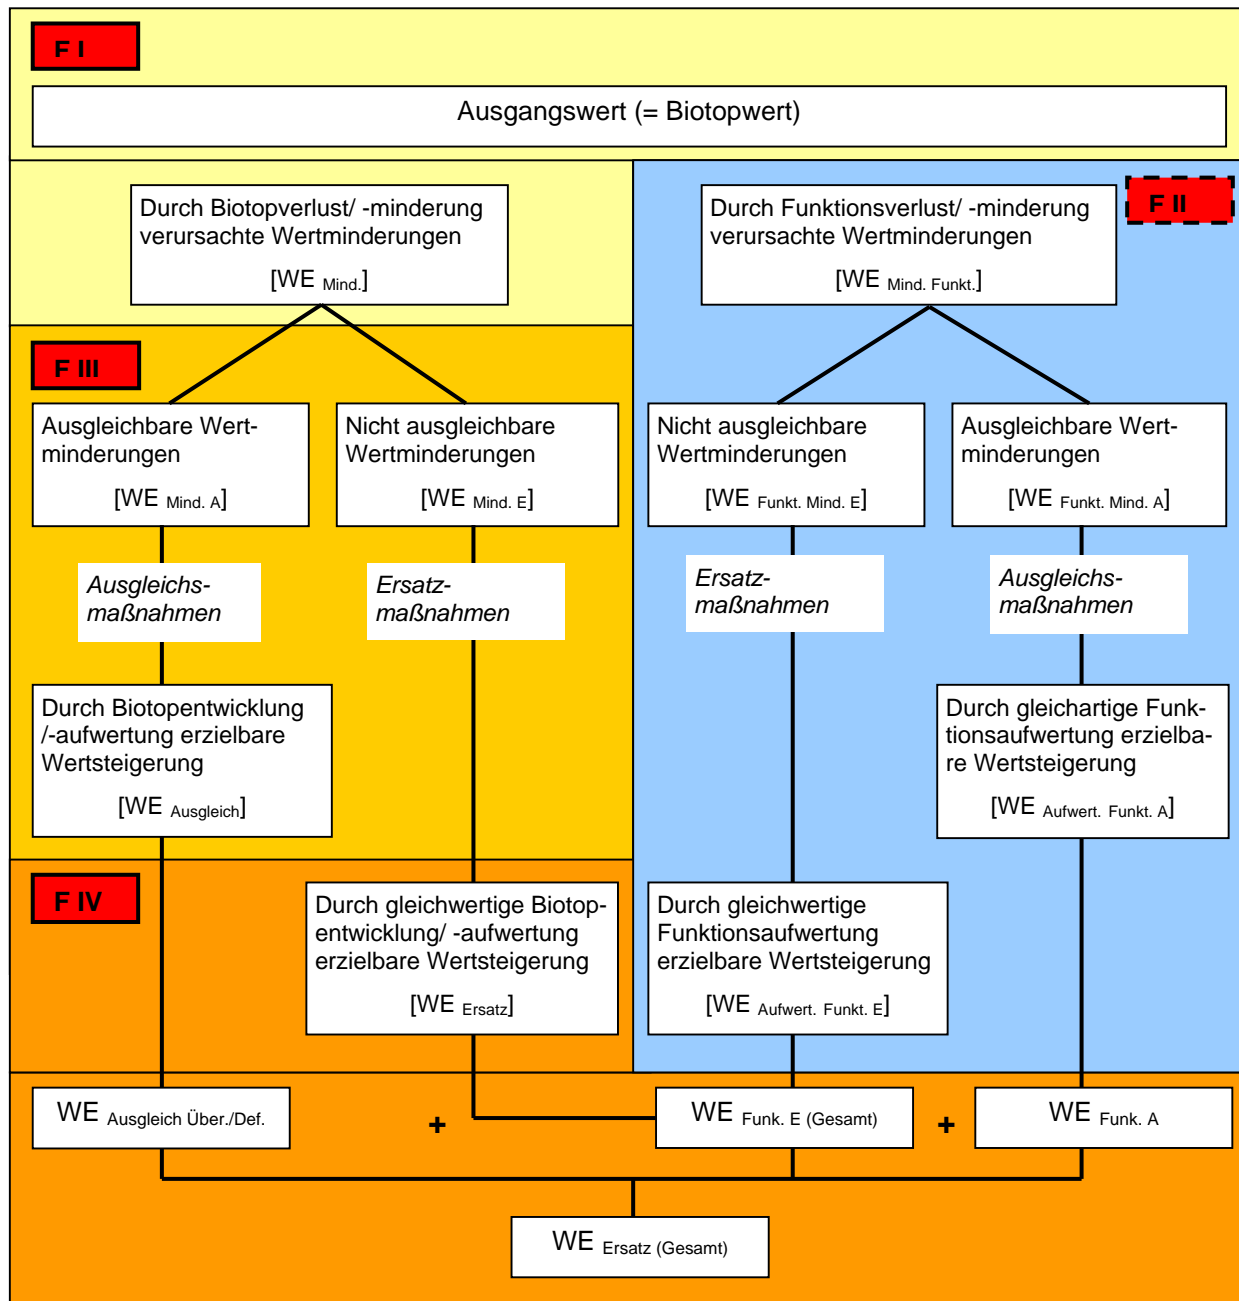 F I
Ausgangswert (= Biotopwert)
Durch Biotopverlust/ -minderung
verursachte Wertminderungen
[WE Mind.]
F II
Durch Funktionsverlust/ -minderung
verursachte Wertminderungen
[WE Mind. Funkt.]
F III
Ausgleichbare Wert-
minderungen
[WE Mind. A]
Nicht ausgleichbare
Wertminderungen
[WE Mind. E]
Nicht ausgleichbare
Wertminderungen
[WE Funkt. Mind. E]
Ausgleichbare Wert-
minderungen
[WE Funkt. Mind. A]
Ausgleichs-
maßnahmen
Ersatz-
maßnahmen
Ersatz-
maßnahmen
Ausgleichs-
maßnahmen
Durch Biotopentwicklung
/-aufwertung erzielbare
Wertsteigerung
[WE Ausgleich]
Durch gleichartige Funk-
tionsaufwertung erzielba-
re Wertsteigerung
[WE Aufwert. Funkt. A]
F IV
Durch gleichwertige Biotop-
entwicklung/ -aufwertung
erzielbare Wertsteigerung
[WE Ersatz]
Durch gleichwertige
Funktionsaufwertung
erzielbare Wertsteigerung
[WE Aufwert. Funkt. E]
WE Ausgleich Über./Def.
+
WE Funk. E (Gesamt)
+
WE Funk. A
WE Ersatz (Gesamt)